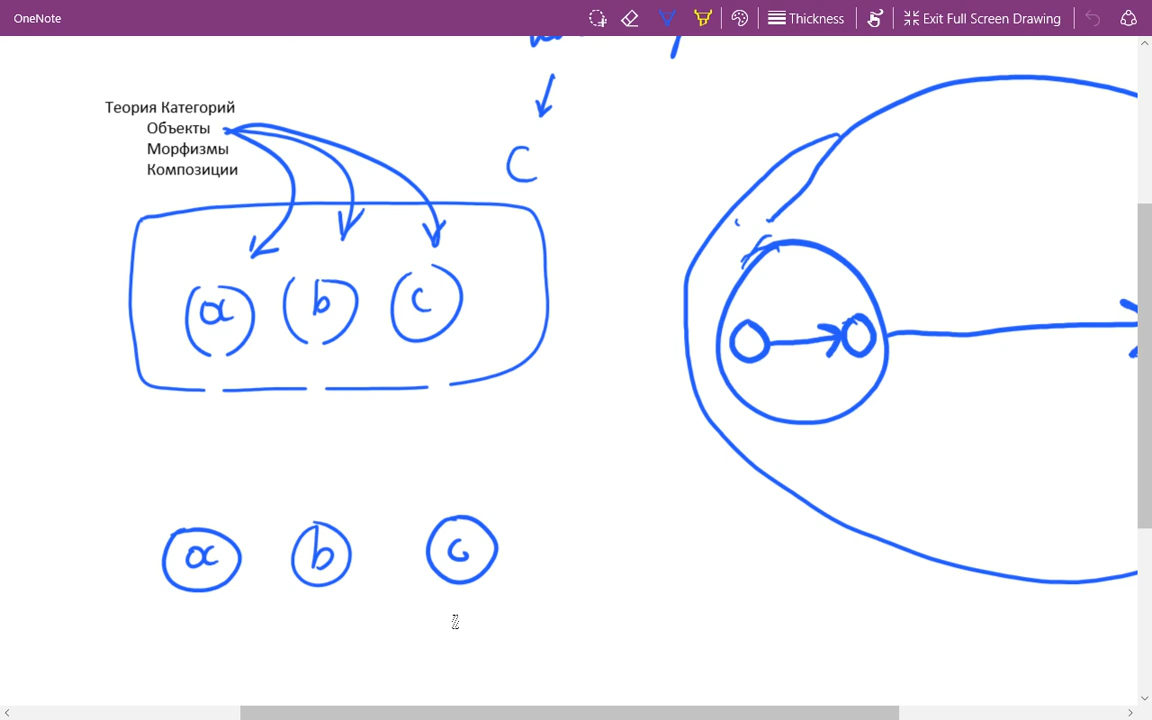 OneNote
Thickness
Exit Full Screen Drawing
Теория Категорий
Объекты
Морфизмы
Композиции
C
a b c
a b c